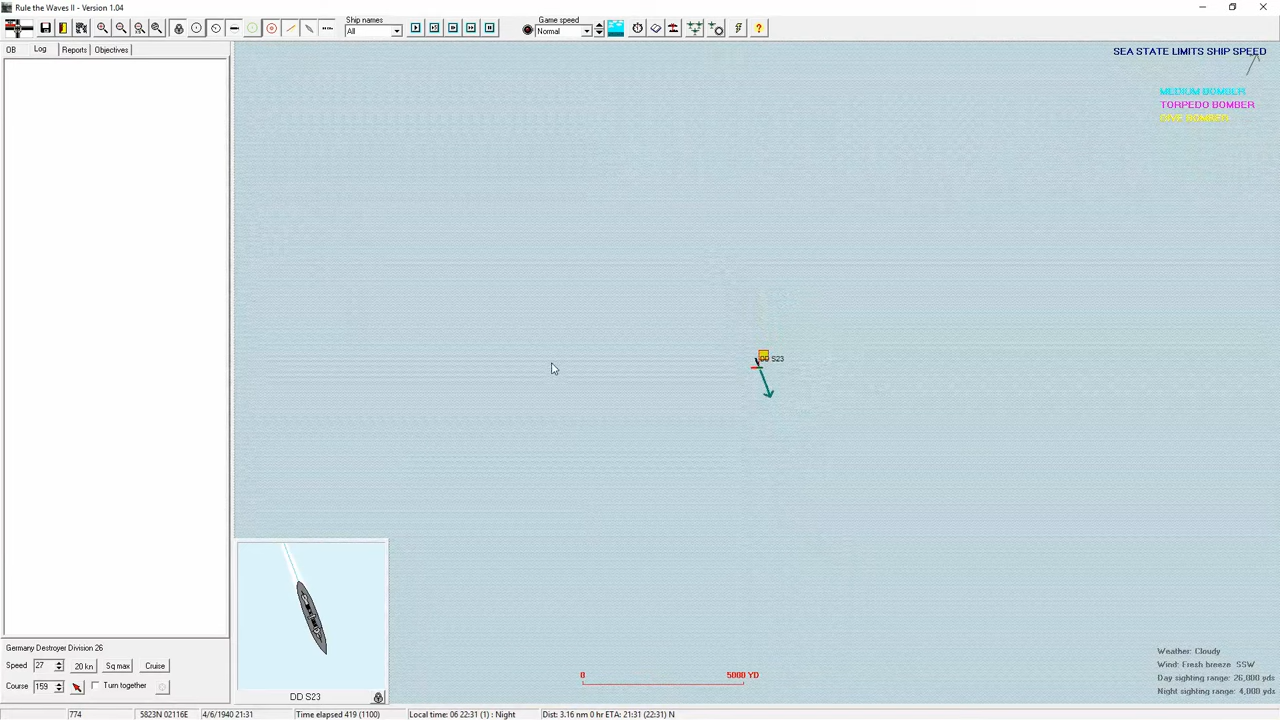 Rule the Waves II - Version 1.04
Ship names
All
Game speed
Normal
OB Log Reports Objectives
SEA STATE LIMITS SHIP SPEED
MEDIUM BOMBER
TORPEDO BOMBER
DIVE BOMBER
DD S23
Germany Destroyer Division 26
Speed 27 20 kn Sq max Cruise
Course 159 Turn together
DD S23
0 5000 YD
Weather: Cloudy
Wind: Fresh breeze SSW
Day sighting range: 26,000 yds
Night sighting range: 4,000 yds
774 5823N 02116E 4/6/1940 21:31 Time elapsed 419 (1100) Local time: 06 22:31 (1) : Night Dist: 3.16 nm 0 hr ETA: 21:31 (22:31) N